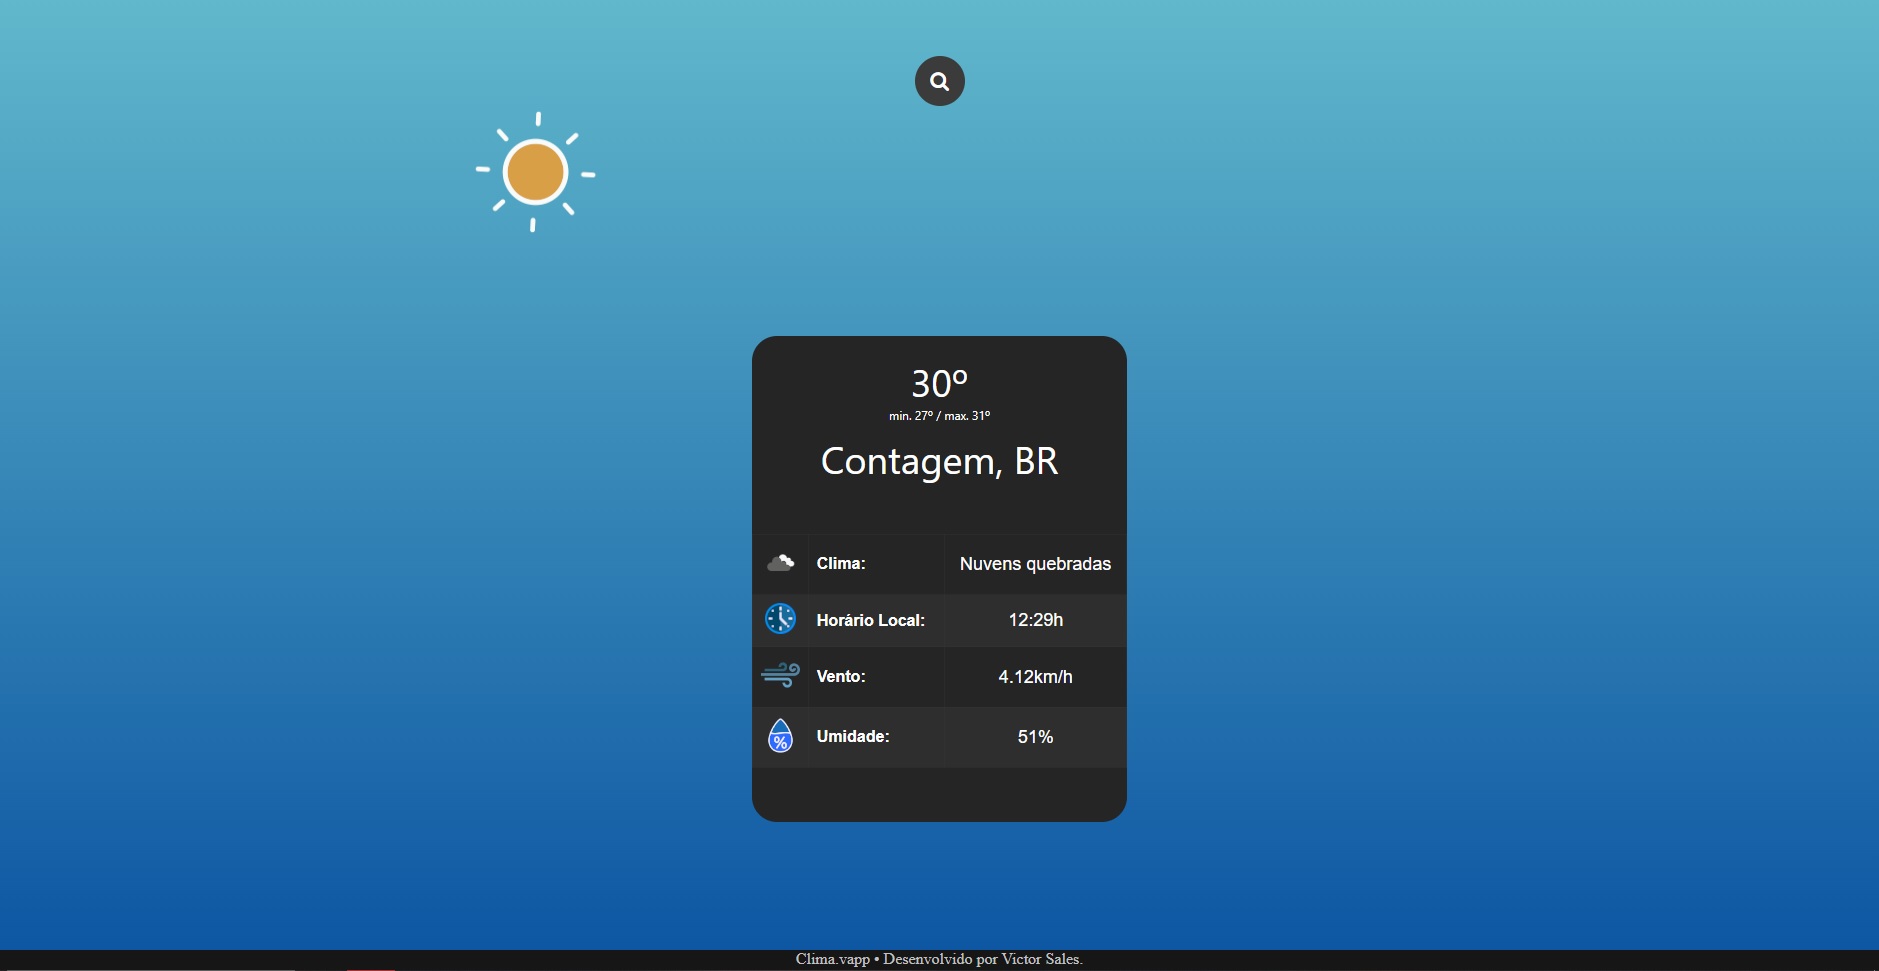 30º
min. 27º / max. 31º
Contagem, BR
Clima: Nuvens quebradas
Horário Local: 12:29h
Vento: 4.12km/h
% Umidade: 51%
Clima.vapp • Desenvolvido por Victor Sales.